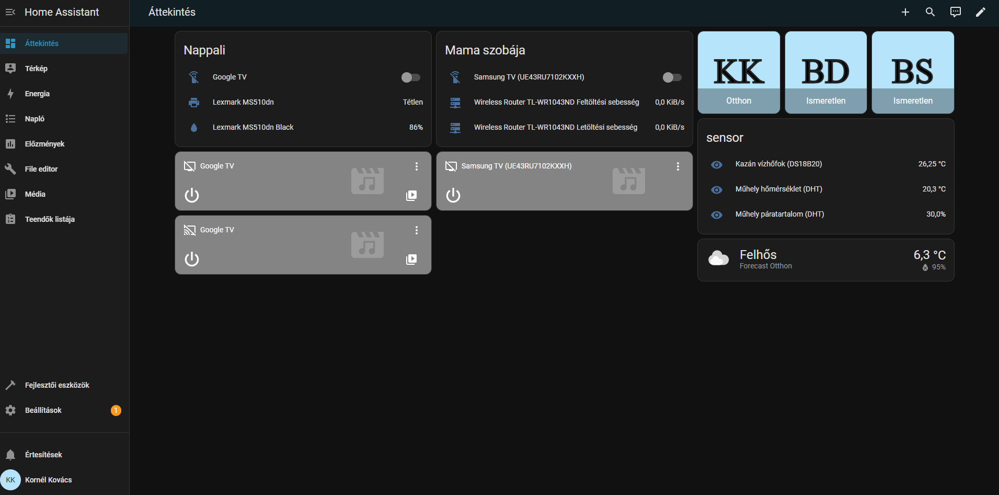 Home Assistant
Áttekintés
Térkép
Energia
Napló
Előzmények
File editor
Média
Teendők listája
Fejlesztői eszközök
Beállítások 1
Értesítések
KK Kornél Kovács
Áttekintés
Nappali
Google TV
Lexmark MS510dn Tétlen
Lexmark MS510dn Black 86%
Google TV
Google TV
Mama szobája
Samsung TV (UE43RU7102KXXH)
Wireless Router TL-WR1043ND Feltöltési sebesség 0,0 KiB/s
Wireless Router TL-WR1043ND Letöltési sebesség 0,0 KiB/s
Samsung TV (UE43RU7102KXXH)
KK BD BS
Otthon Ismeretlen Ismeretlen
sensor
Kazán vízhőfok (DS18B20) 26,25 °C
Műhely hőmérséklet (DHT) 20,3 °C
Műhely páratartalom (DHT) 30,0%
Felhős 6,3 °C
Forecast Otthon 95%